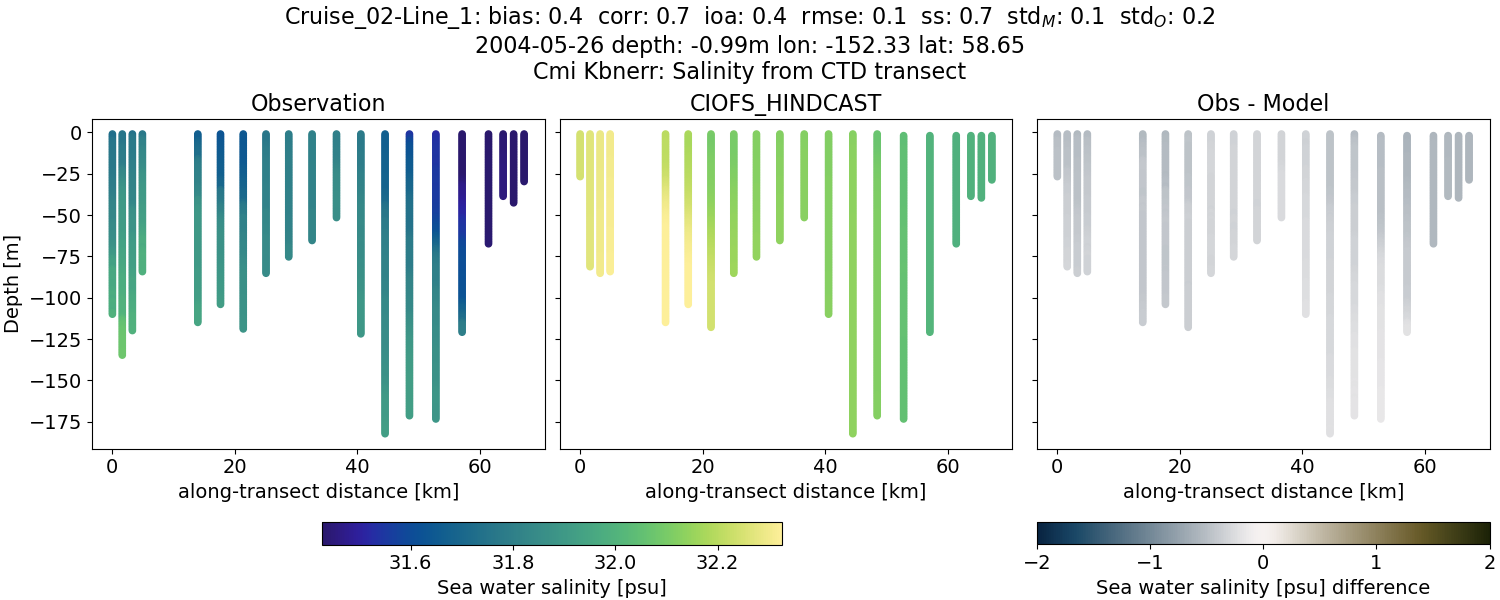 Cruise_02-Line_1: bias: 0.4  corr: 0.7  ioa: 0.4  rmse: 0.1  ss: 0.7  std_M: 0.1  std_O: 0.2
2004-05-26 depth: -0.99m lon: -152.33 lat: 58.65
Cmi Kbnerr: Salinity from CTD transect
Observation
CIOFS_HINDCAST
Obs - Model
0
−25
−50
−75
−100
−125
−150
−175
Depth [m]
0 20 40 60
0 20 40 60
0 20 40 60
along-transect distance [km]
along-transect distance [km]
along-transect distance [km]
31.6 31.8 32.0 32.2
Sea water salinity [psu]
−2 −1 0 1 2
Sea water salinity [psu] difference